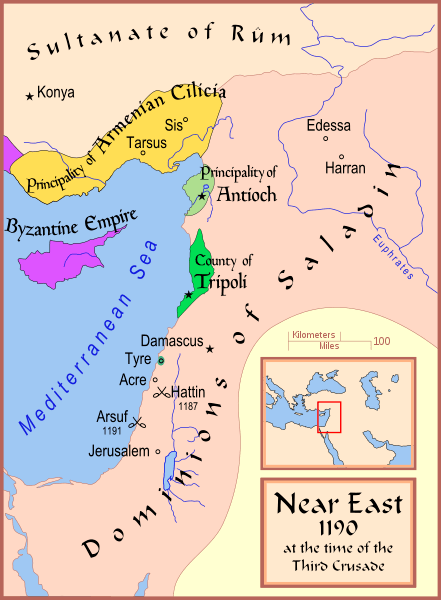 Sultanate of Rûm
Konya
Principality of Armenian Cilicia
Sis
Tarsus
Edessa
Harran
Principality of
Antioch
Byzantine Empire
Euphrates
County of
Tripoli
Mediterranean Sea
Dominions of Saladin
Kilometers
Miles
100
Damascus
Tyre
Acre
Hattin
1187
Arsuf
1191
Jerusalem
Near East
1190
at the time of the
Third Crusade